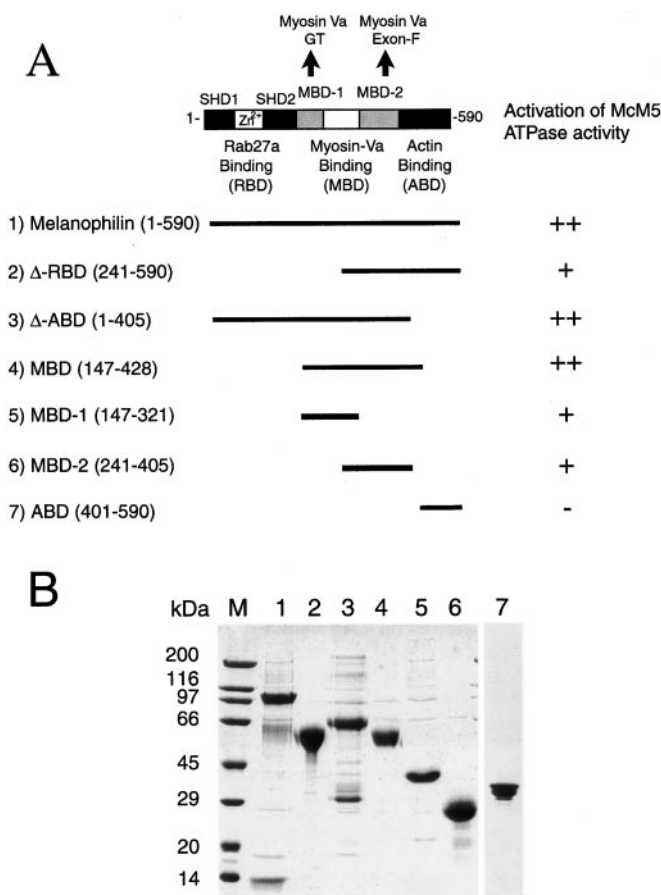 A
Myosin Va GT
Myosin Va Exon-F
SHD1 SHD2 MBD-1 MBD-2
1- Zn2+ -590
Activation of McM5 ATPase activity
Rab27a Binding (RBD)
Myosin-Va Binding (MBD)
Actin Binding (ABD)
1) Melanophilin (1-590) ++
2) Δ-RBD (241-590) +
3) Δ-ABD (1-405) ++
4) MBD (147-428) ++
5) MBD-1 (147-321) +
6) MBD-2 (241-405) +
7) ABD (401-590) -
B
kDa M 1 2 3 4 5 6 7
200
116
97
66
45
29
20
14